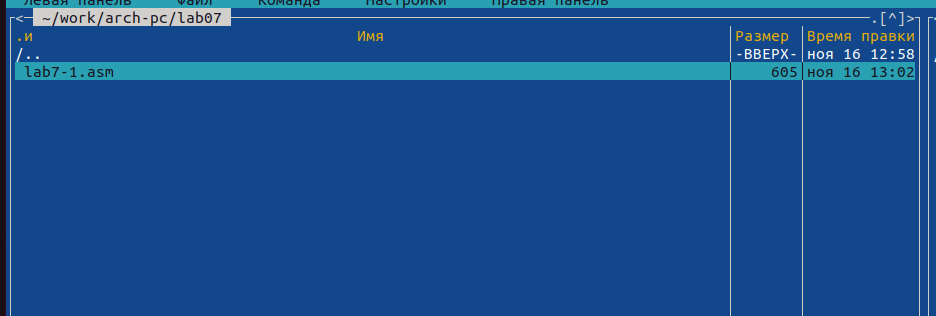 Левая панель Файл Команда Настройки Правая панель
<─ ~/work/arch-pc/lab07 .[^]>
.и Имя Размер Время правки
/.. -ВВЕРХ- ноя 16 12:58
lab7-1.asm 605 ноя 16 13:02